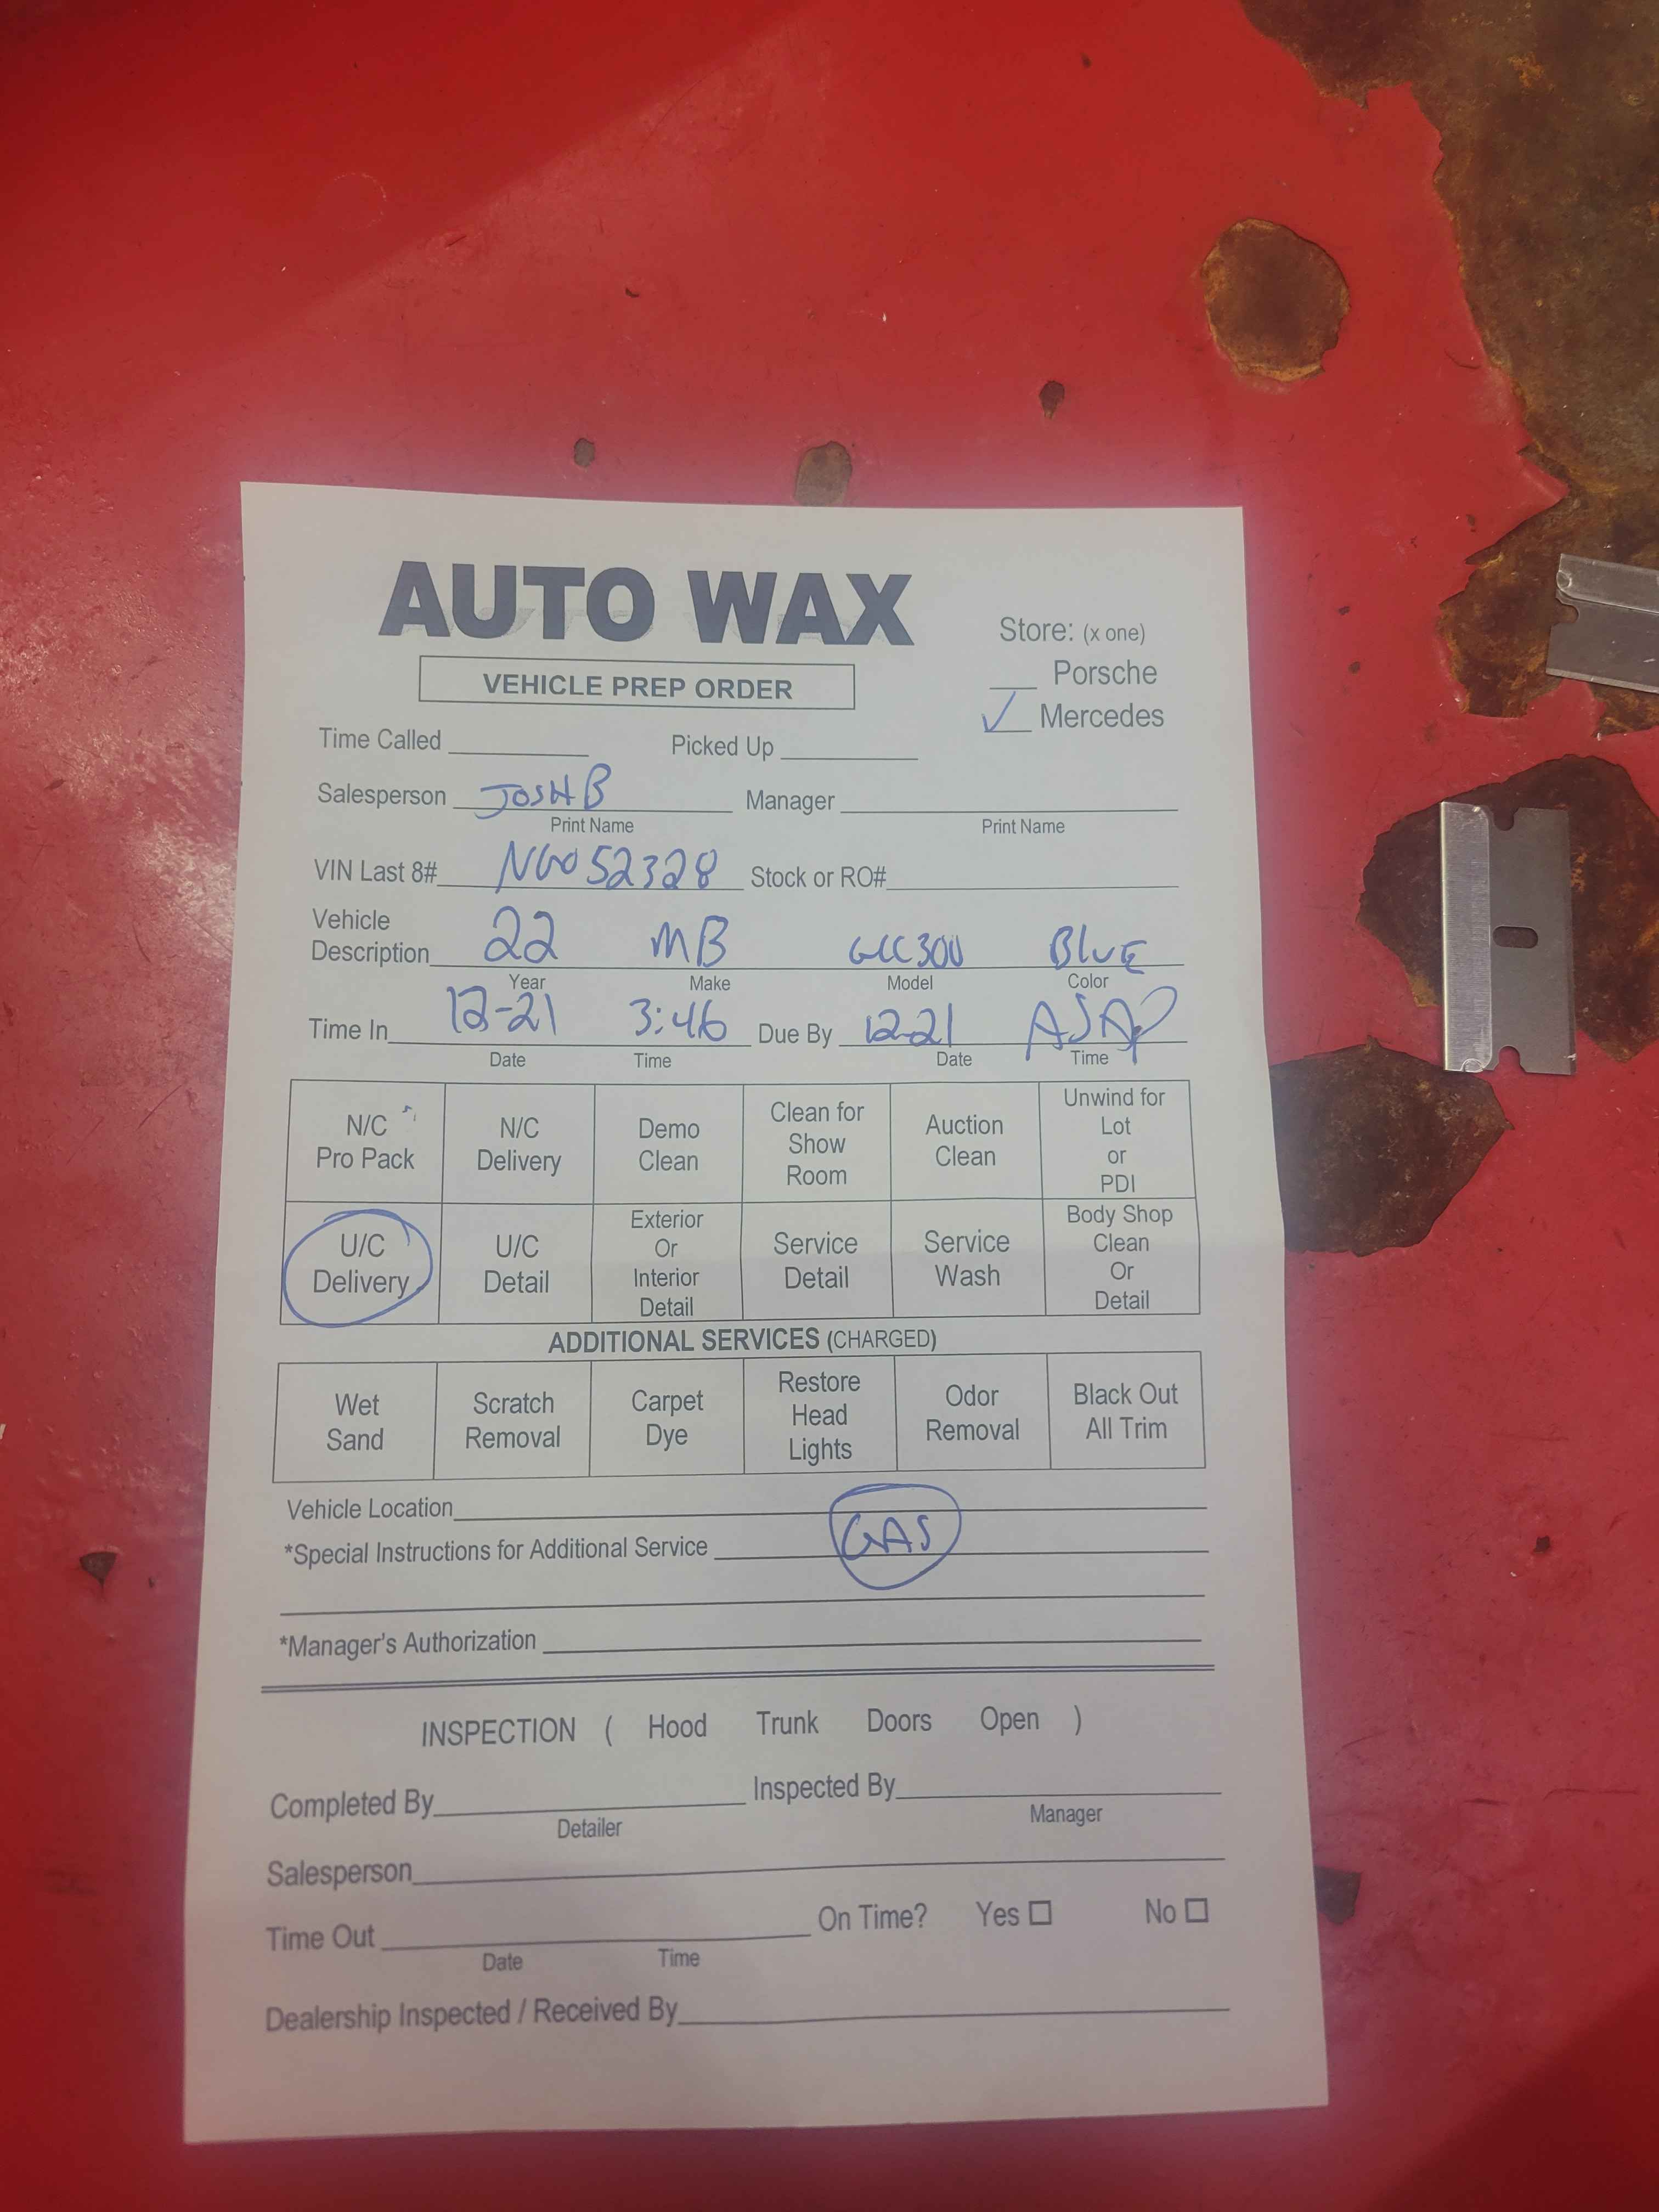 AUTO WAX
VEHICLE PREP ORDER
Store: (x one)
Porsche
✓ Mercedes
Time Called Picked Up
Salesperson JOSH B Manager
Print Name Print Name
VIN Last 8# NG052328 Stock or RO#
Vehicle
Description 22 MB GLC300 BLUE
Year Make Model Color
Time In 12-21 3:46 Due By 12-21 ASAP
Date Time Date Time
N/C Pro Pack
N/C Delivery
Demo Clean
Clean for Show Room
Auction Clean
Unwind for Lot or PDI
U/C Delivery
U/C Detail
Exterior Or Interior Detail
Service Detail
Service Wash
Body Shop Clean Or Detail
ADDITIONAL SERVICES (CHARGED)
Wet Sand
Scratch Removal
Carpet Dye
Restore Head Lights
Odor Removal
Black Out All Trim
Vehicle Location
*Special Instructions for Additional Service GAS
*Manager's Authorization
INSPECTION ( Hood Trunk Doors Open )
Completed By Inspected By
Detailer Manager
Salesperson
Time Out On Time? Yes ☐ No ☐
Date Time
Dealership Inspected / Received By